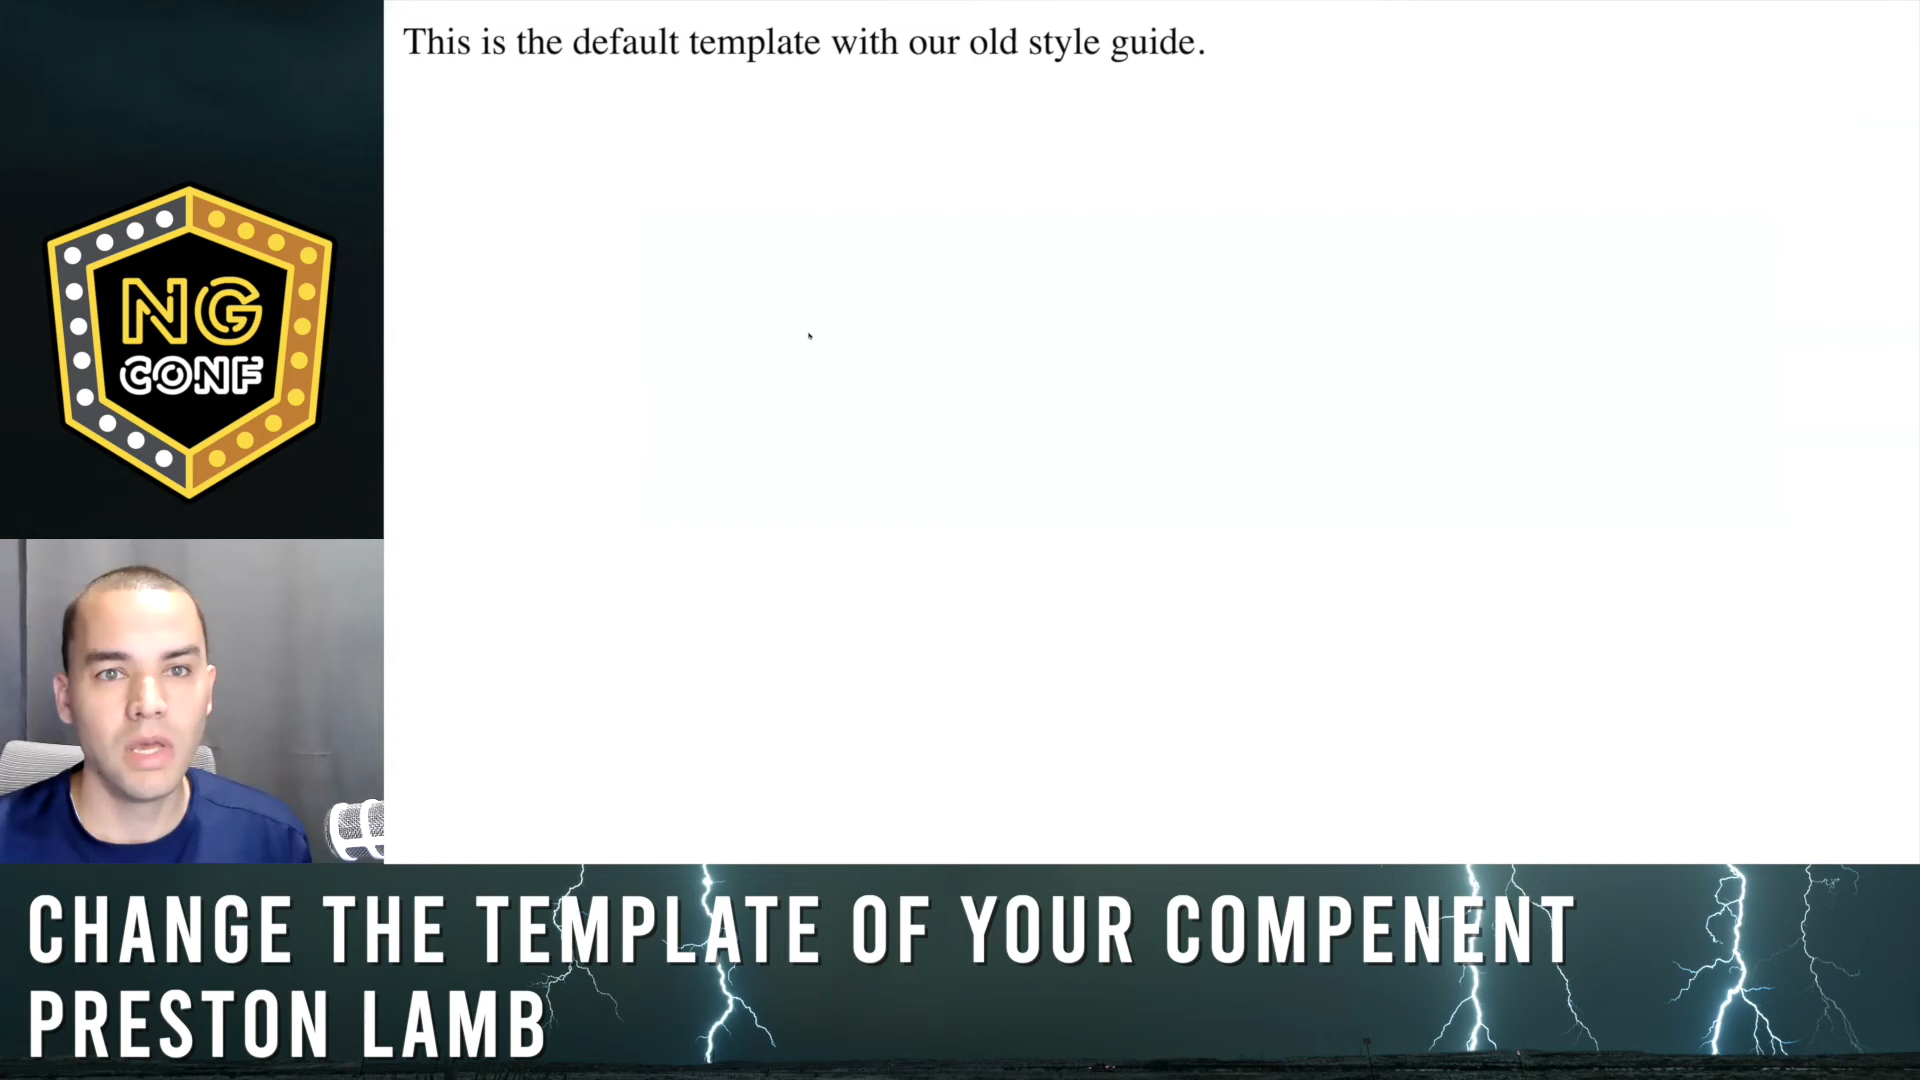 This is the default template with our old style guide.
NG
CONF
CHANGE THE TEMPLATE OF YOUR COMPENENT
PRESTON LAMB